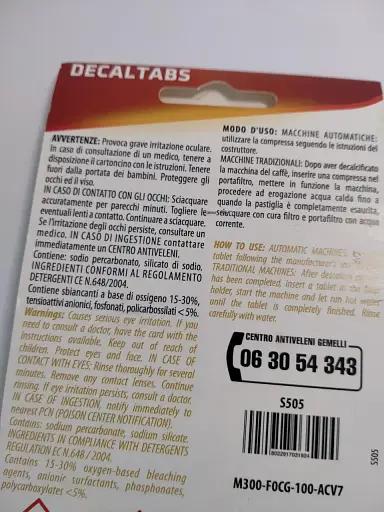 DECALTABS
AVVERTENZE: Provoca grave irritazione oculare.
In caso di consultazione di un medico, tenere a
disposizione il cartoncino con le istruzioni. Tenere
fuori dalla portata dei bambini. Proteggere gli
occhi ed il viso.
IN CASO DI CONTATTO CON GLI OCCHI: Sciacquare
accuratamente per parecchi minuti. Togliere le
eventuali lenti a contatto. Continuare a sciacquare.
Se l'irritazione degli occhi persiste, consultare un
medico. IN CASO DI INGESTIONE contattare
immediatamente un CENTRO ANTIVELENI.
Contiene: sodio percarbonato, silicato di sodio.
INGREDIENTI CONFORMI AL REGOLAMENTO
DETERGENTI CE N.648/2004.
Contiene sbiancanti a base di ossigeno 15-30%,
tensioattivi anionici, fosfonati, policarbossilati <5%.
Warnings: Causes serious eye irritation. If you
need to consult a doctor, have the card with the
instructions available. Keep out of reach of
children. Protect eyes and face. IN CASE OF
CONTACT WITH EYES: Rinse thoroughly for several
minutes. Remove any contact lenses. Continue
rinsing. If eye irritation persists, consult a doctor.
IN CASE OF INGESTION, notify immediately to
nearest PCN (POISON CENTER NOTIFICATION).
Contans: sodium percarbonate, sodium silicate.
INGREDIENTS IN COMPLIANCE WITH DETERGENTS
REGULATION EC N. 648 / 2004.
Contains 15-30% oxygen-based bleaching
agents, anionic surfactants, phosphonates,
polycarboxylates <5%.
MODO D'USO: MACCHINE AUTOMATICHE:
utilizzare la compressa seguendo le istruzioni del
costruttore.
MACCHINE TRADIZIONALI: Dopo aver decalcificato
la macchina del caffè, inserire una compressa nel
portafiltro, mettere in funzione la macchina,
procedere ad erogazione acqua calda fino a
quando la pastiglia è completamente esaurita,
sciacquare con cura filtro e portafiltro con acqua
corrente.
HOW TO USE: AUTOMATIC MACHINES:
tablet following the manufacturer's
TRADITIONAL MACHINES: After
has been completed, insert a tablet in the
holder, start the machine and let run hot
until the tablet is completely finished. Rinse
carefully with water.
CENTRO ANTIVELENI GEMELLI
06 30 54 343
S505
8022917021804
S505
M300-F0CG-100-ACV7